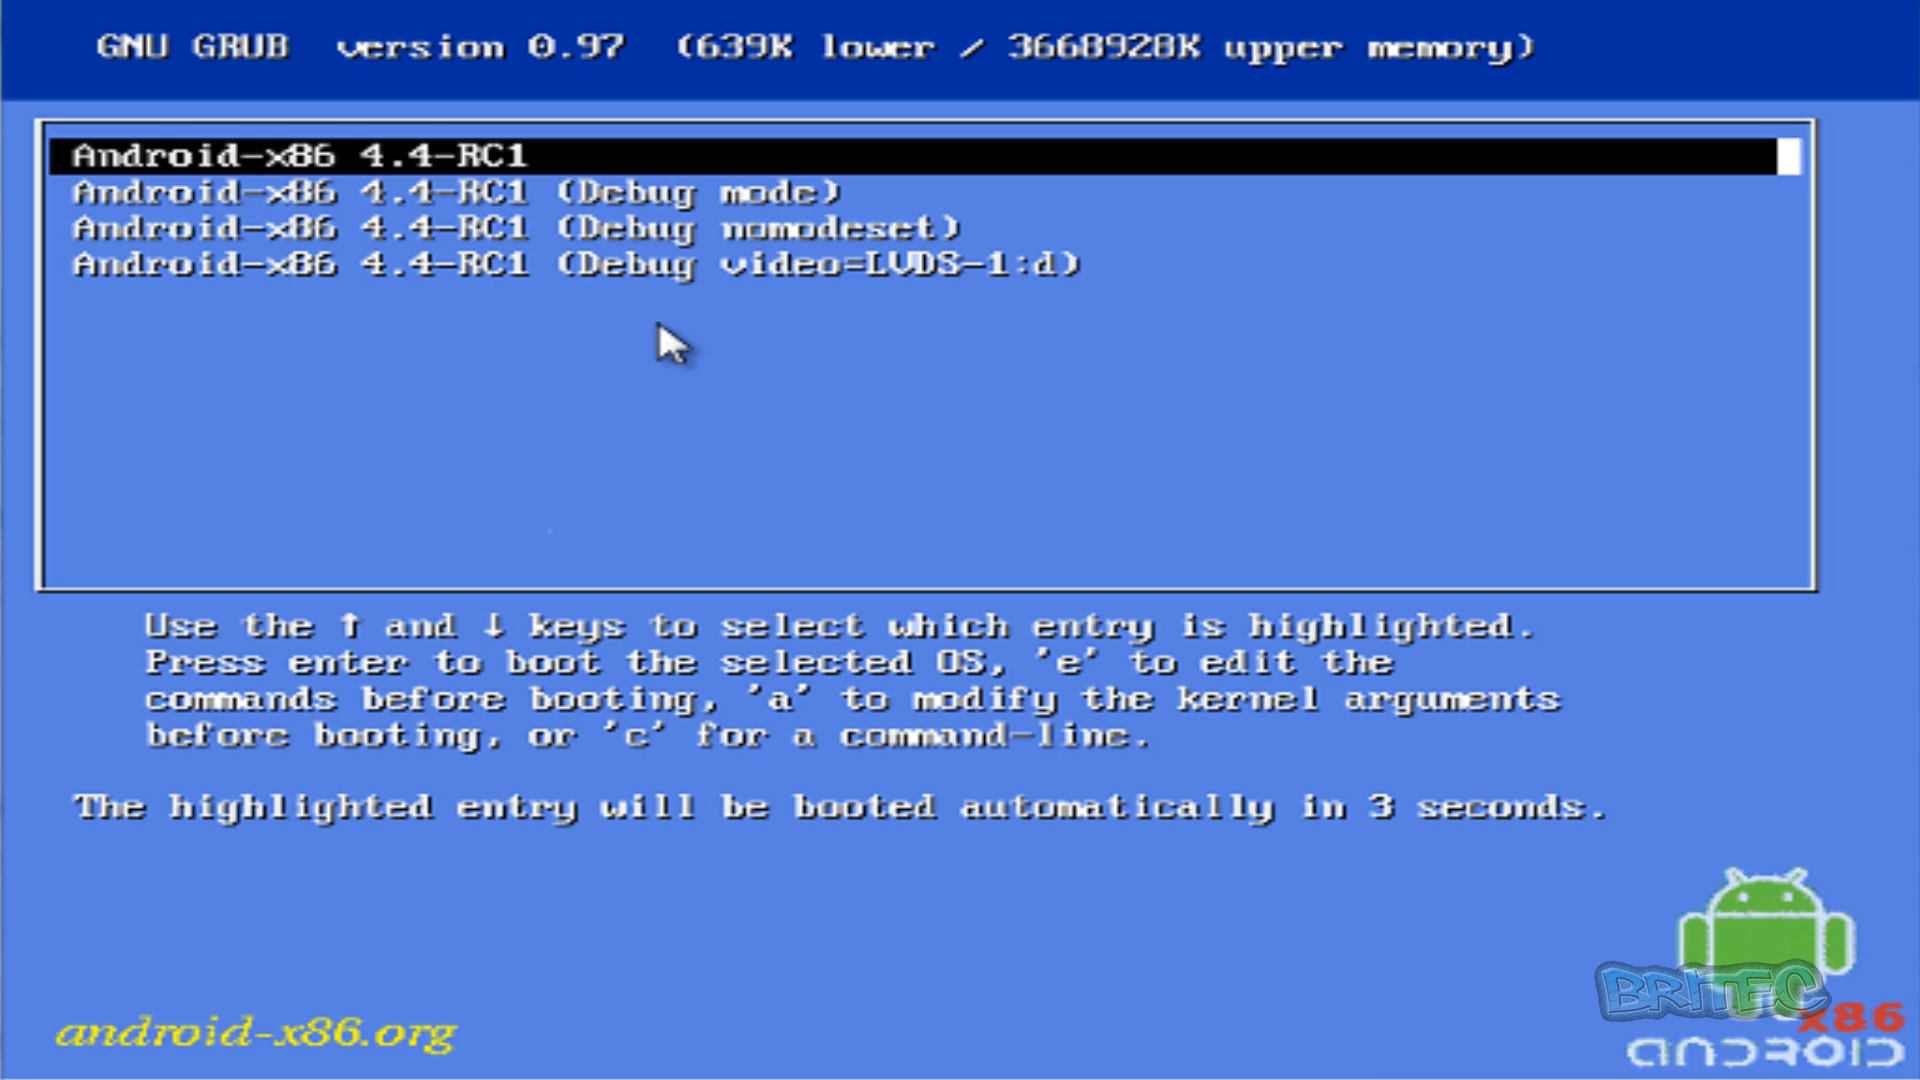 GNU GRUB version 0.97 (639K lower / 3668928K upper memory)
Android-x86 4.4-RC1
Android-x86 4.4-RC1 (Debug mode)
Android-x86 4.4-RC1 (Debug nomodeset)
Android-x86 4.4-RC1 (Debug video=LVDS-1:d)
Use the ↑ and ↓ keys to select which entry is highlighted.
Press enter to boot the selected OS, 'e' to edit the
commands before booting, 'a' to modify the kernel arguments
before booting, or 'c' for a command-line.
The highlighted entry will be booted automatically in 3 seconds.
BRITEC
x86
android-x86.org
ANDROID